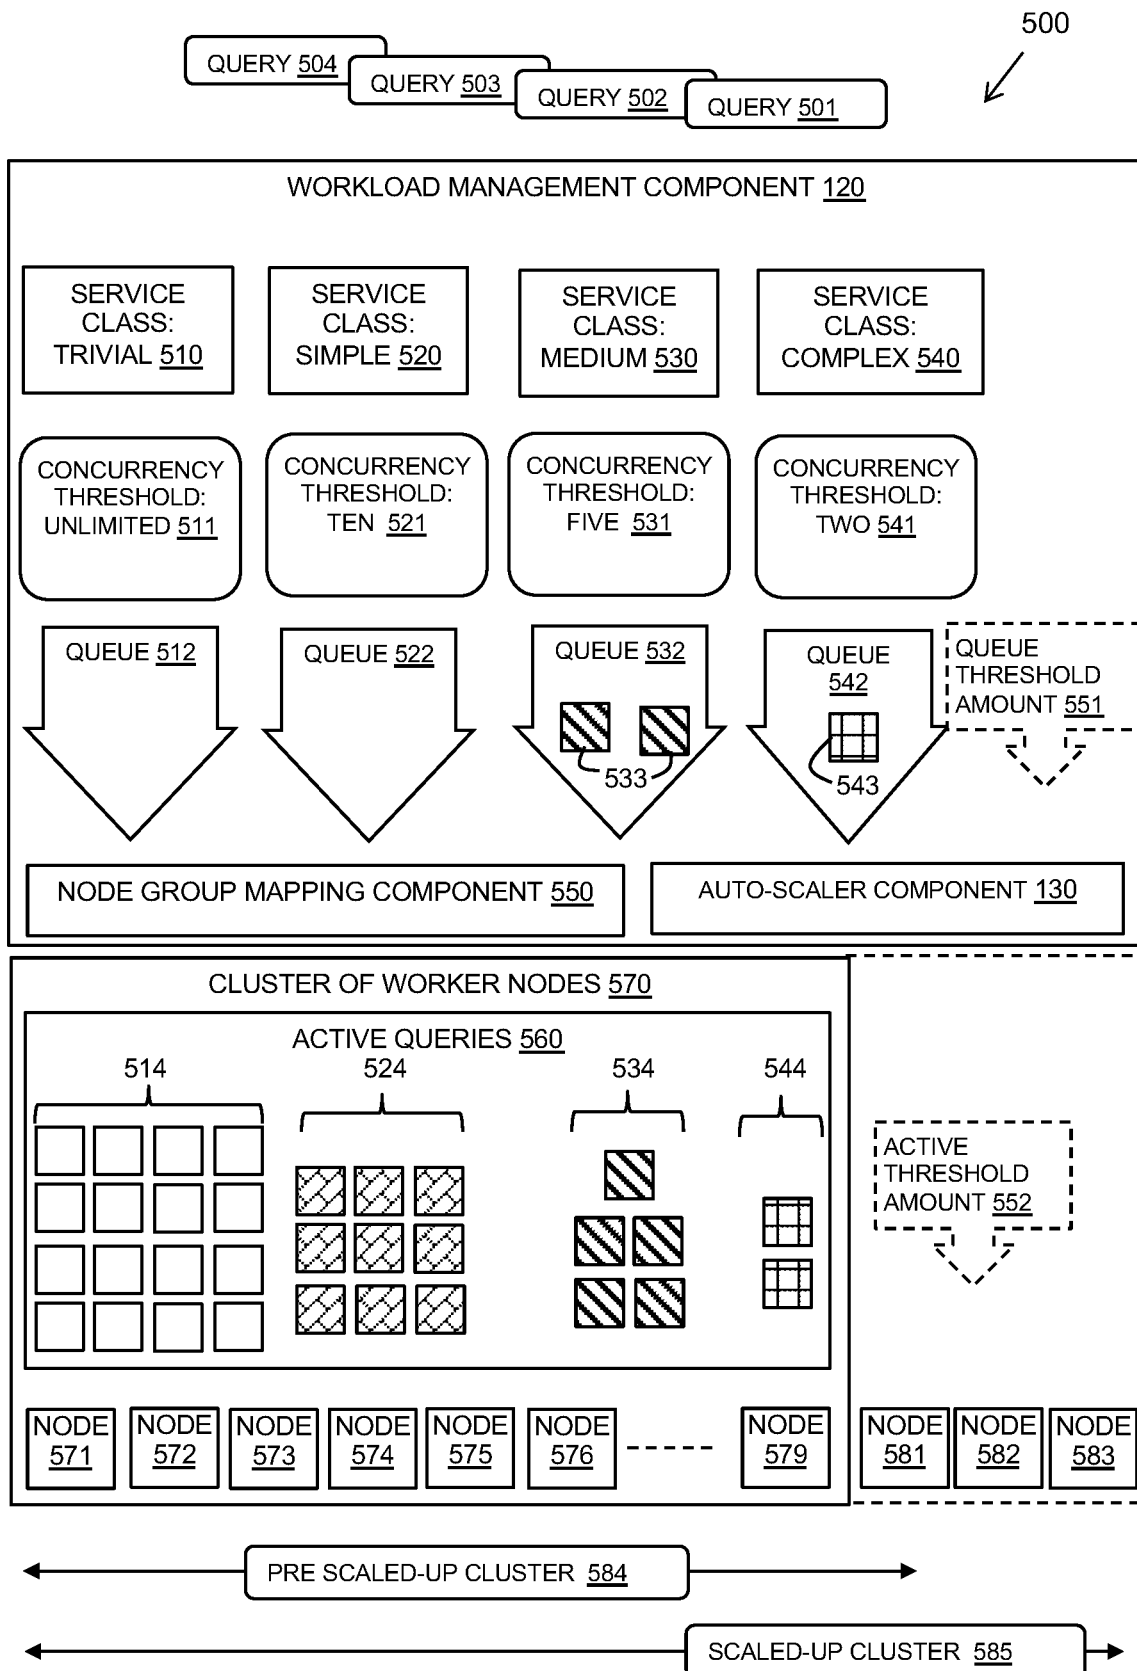 500
QUERY 504
QUERY 503
QUERY 502
QUERY 501
WORKLOAD MANAGEMENT COMPONENT 120
SERVICE
CLASS:
TRIVIAL 510
SERVICE
CLASS:
SIMPLE 520
SERVICE
CLASS:
MEDIUM 530
SERVICE
CLASS:
COMPLEX 540
CONCURRENCY
THRESHOLD:
UNLIMITED 511
CONCURRENCY
THRESHOLD:
TEN 521
CONCURRENCY
THRESHOLD:
FIVE 531
CONCURRENCY
THRESHOLD:
TWO 541
QUEUE 512
QUEUE 522
QUEUE 532
533
QUEUE
542
543
QUEUE
THRESHOLD
AMOUNT 551
NODE GROUP MAPPING COMPONENT 550
AUTO-SCALER COMPONENT 130
CLUSTER OF WORKER NODES 570
ACTIVE QUERIES 560
514
524
534
544
ACTIVE
THRESHOLD
AMOUNT 552
NODE
571
NODE
572
NODE
573
NODE
574
NODE
575
NODE
576
NODE
579
NODE
581
NODE
582
NODE
583
PRE SCALED-UP CLUSTER 584
SCALED-UP CLUSTER 585